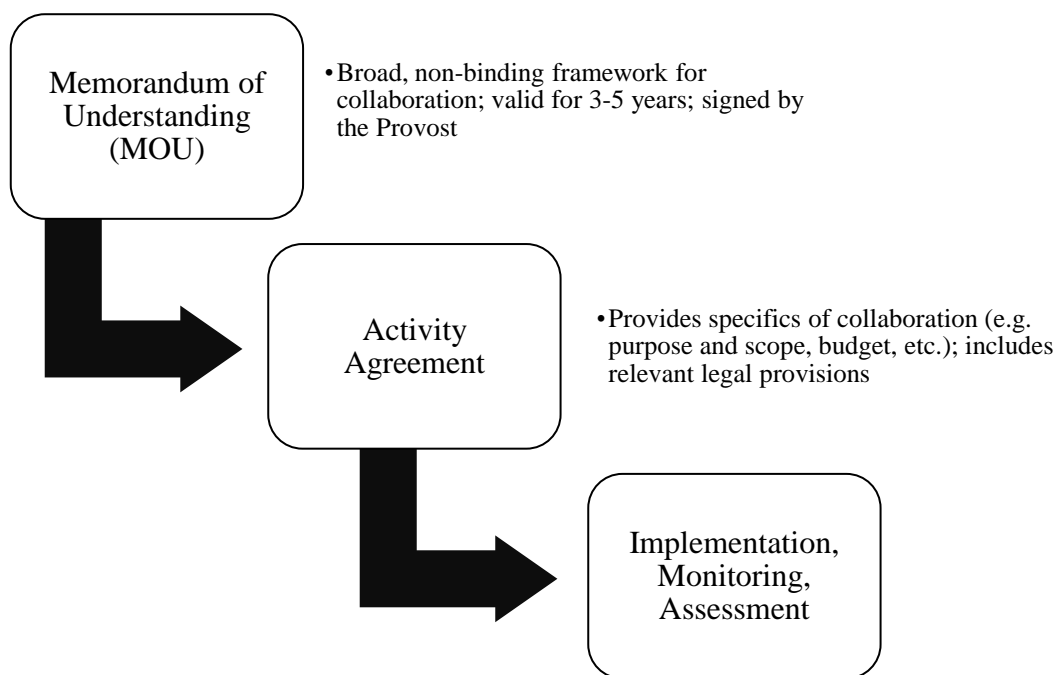 Memorandum of
Understanding
(MOU)
•Broad, non-binding framework for
collaboration; valid for 3-5 years; signed by
the Provost
Activity
Agreement
•Provides specifics of collaboration (e.g.
purpose and scope, budget, etc.); includes
relevant legal provisions
Implementation,
Monitoring,
Assessment